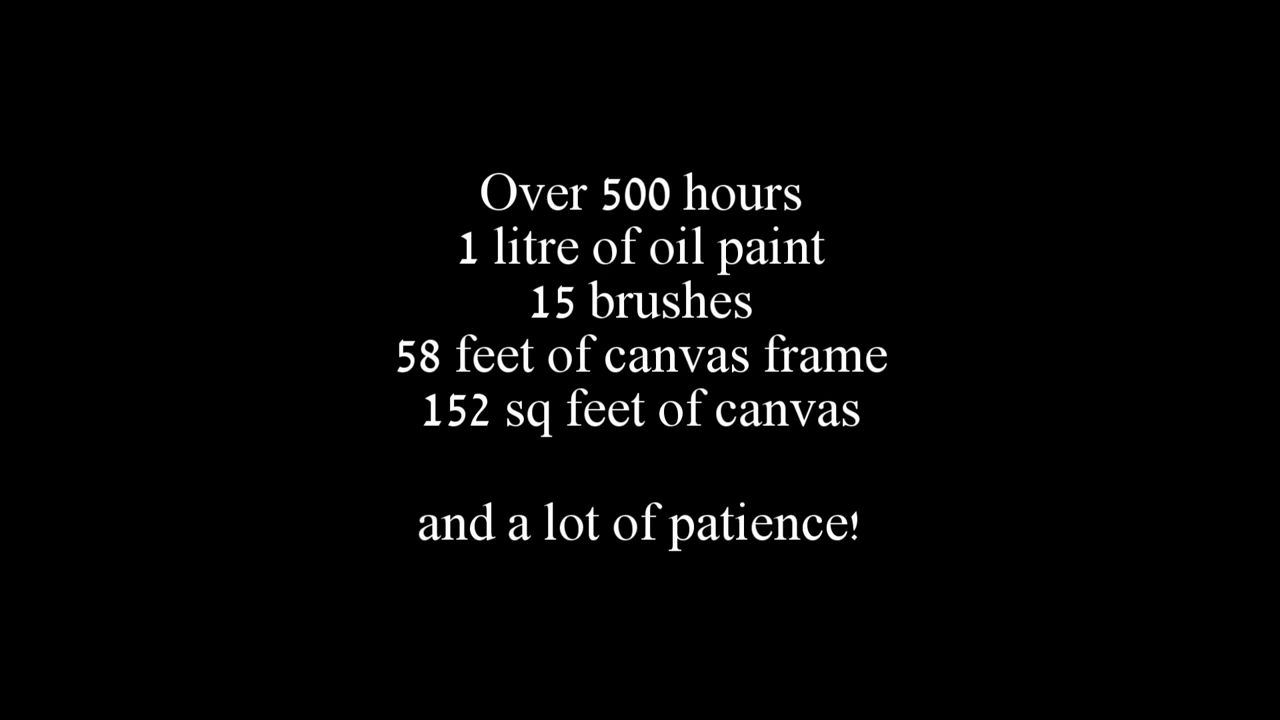 Over 500 hours
1 litre of oil paint
15 brushes
58 feet of canvas frame
152 sq feet of canvas
and a lot of patience!